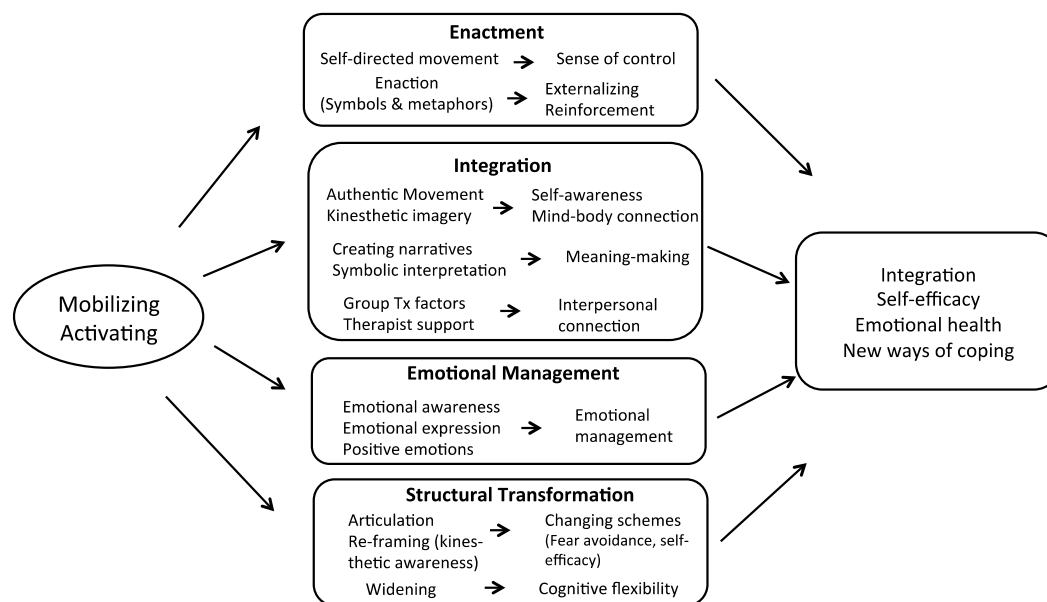 Enactment
Self-directed movement
Sense of control
Enaction
(Symbols & metaphors)
Externalizing
Reinforcement
Integration
Authentic Movement
Kinesthetic imagery
Self-awareness
Mind-body connection
Creating narratives
Symbolic interpretation
Meaning-making
Group Tx factors
Therapist support
Interpersonal
connection
Mobilizing
Activating
Emotional Management
Emotional awareness
Emotional expression
Positive emotions
Emotional
management
Structural Transformation
Articulation
Re-framing (kines-
thetic awareness)
Changing schemes
(Fear avoidance, self-
efficacy)
Widening
Cognitive flexibility
Integration
Self-efficacy
Emotional health
New ways of coping